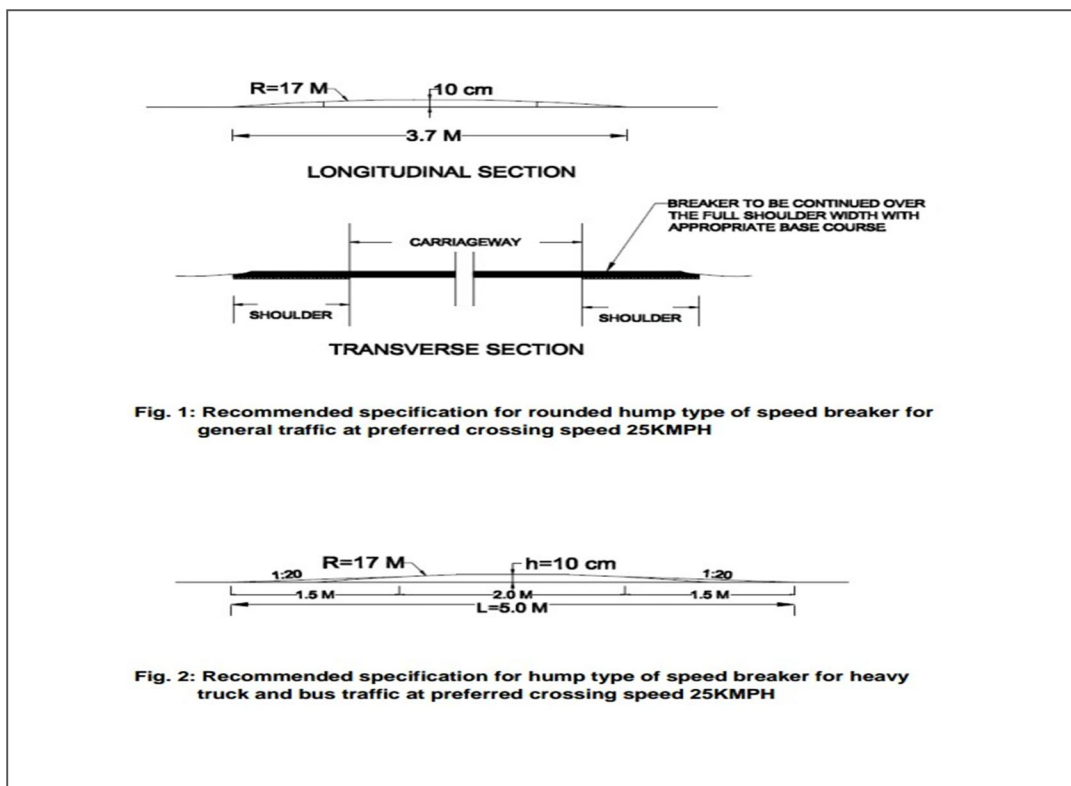 R=17 M
10 cm
3.7 M
LONGITUDINAL SECTION
BREAKER TO BE CONTINUED OVER
THE FULL SHOULDER WIDTH WITH
APPROPRIATE BASE COURSE
CARRIAGEWAY
SHOULDER
SHOULDER
TRANSVERSE SECTION
Fig. 1: Recommended specification for rounded hump type of speed breaker for
general traffic at preferred crossing speed 25KMPH
R=17 M
h=10 cm
1:20
1:20
1.5 M
2.0 M
1.5 M
L=5.0 M
Fig. 2: Recommended specification for hump type of speed breaker for heavy
truck and bus traffic at preferred crossing speed 25KMPH